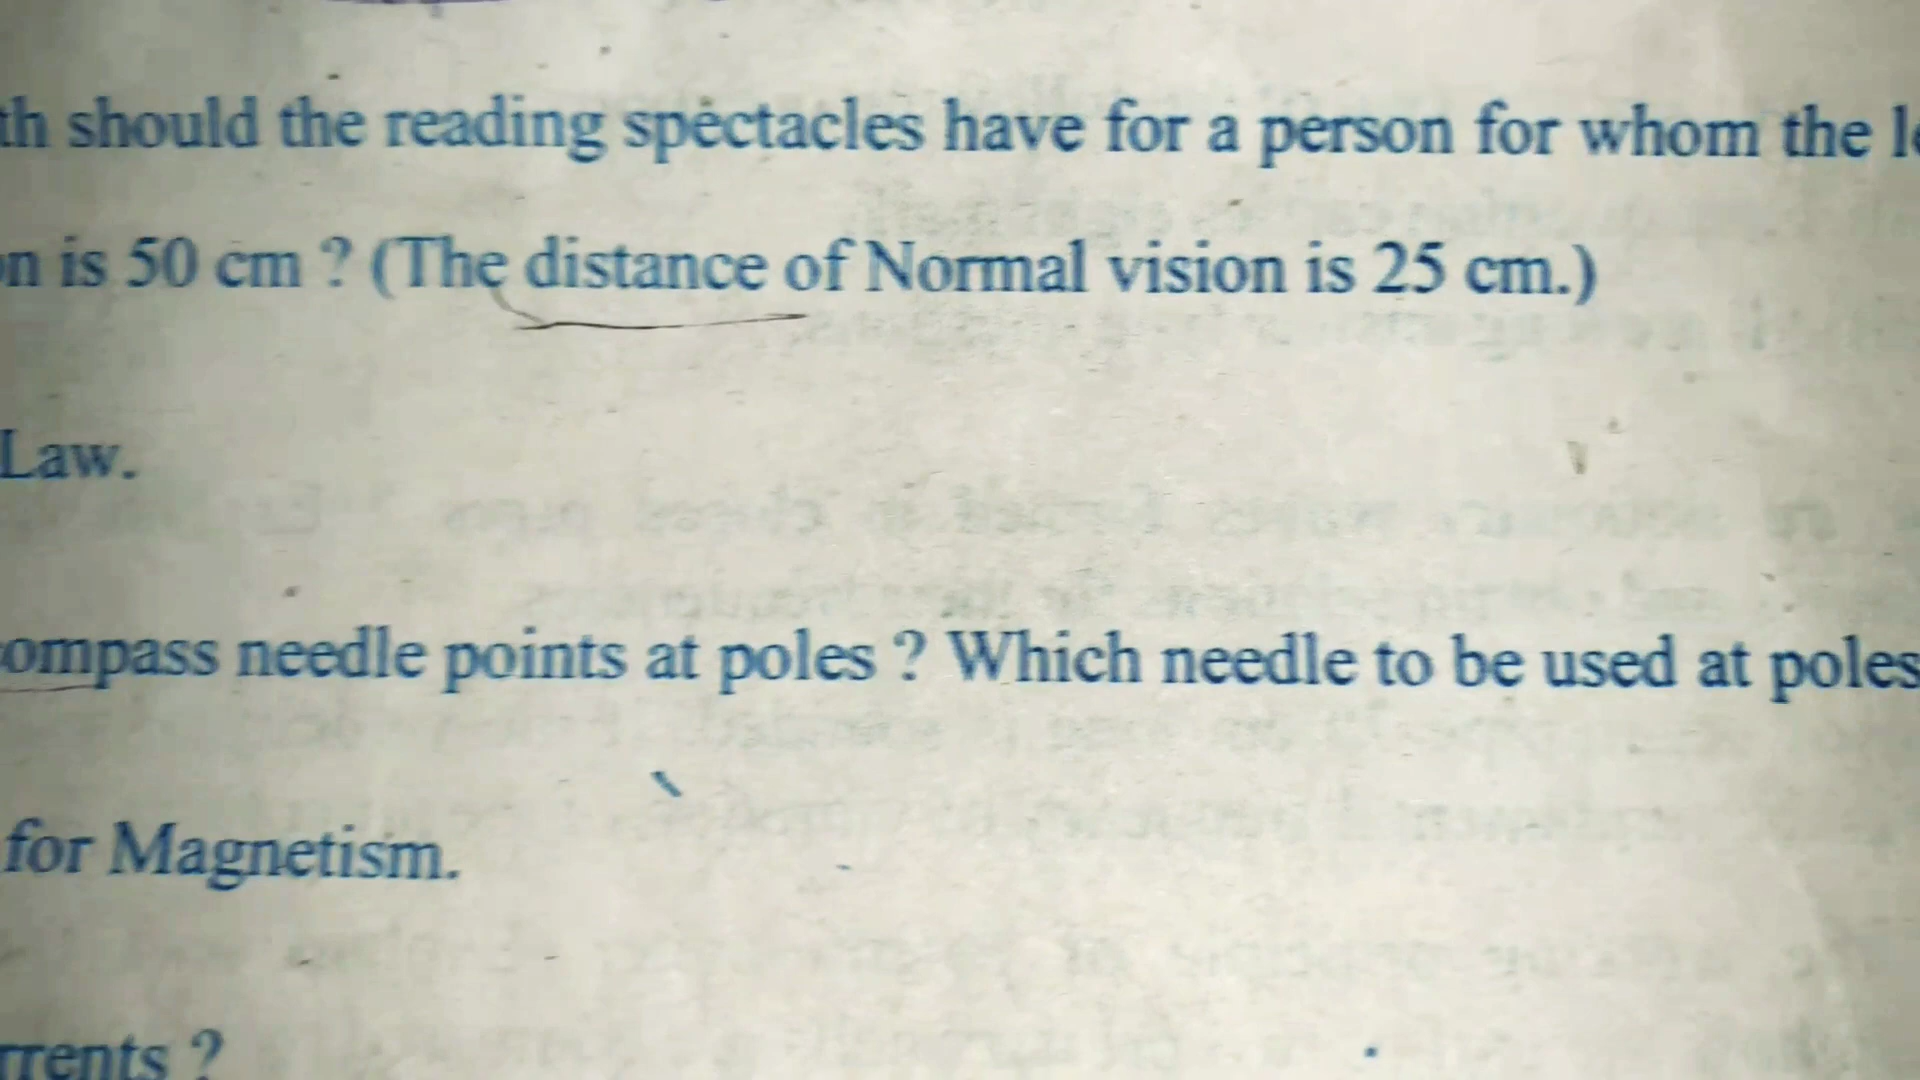 th should the reading spectacles have for a person for whom the
n is 50 cm ? (The distance of Normal vision is 25 cm.)
Law.
ompass needle points at poles ? Which needle to be used at poles
for Magnetism.
rrents ?